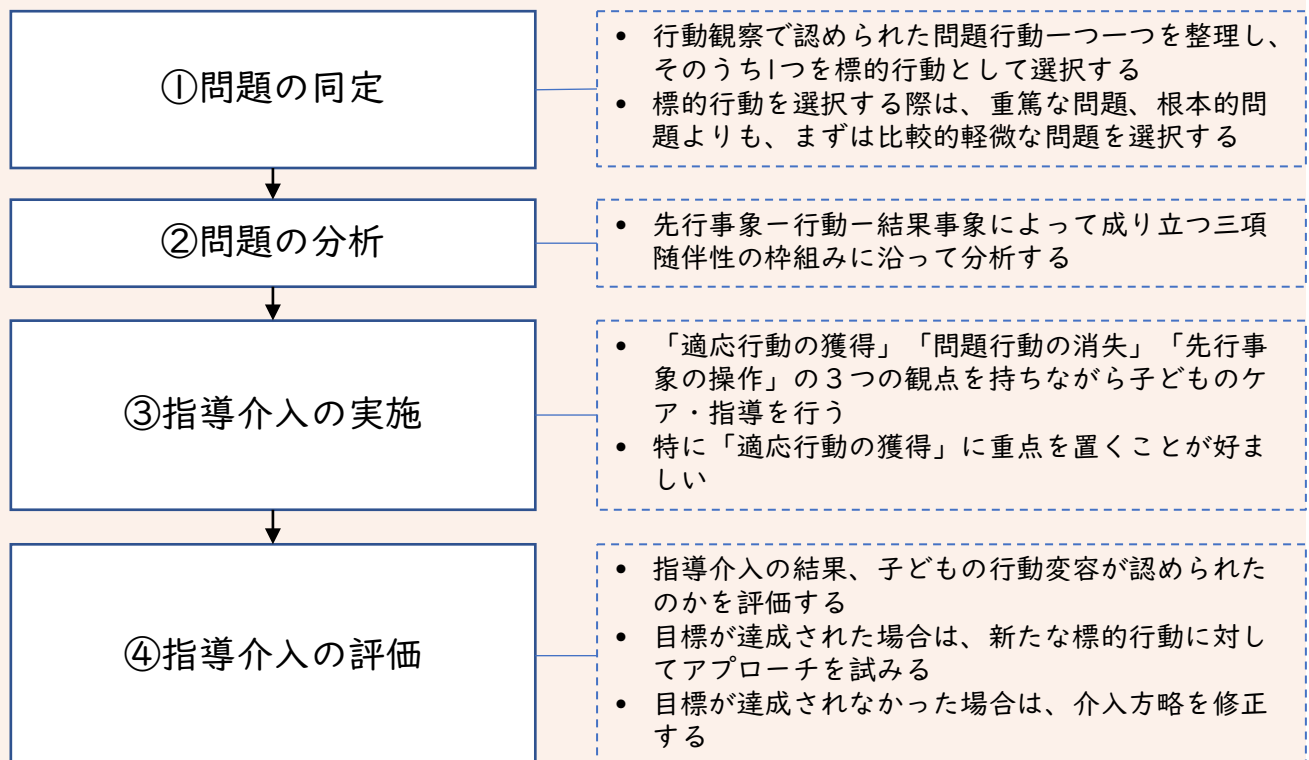 ①問題の同定
• 行動観察で認められた問題行動一つ一つを整理し、
そのうち1つを標的行動として選択する
• 標的行動を選択する際は、重篤な問題、根本的問
題よりも、まずは比較的軽微な問題を選択する
②問題の分析
• 先行事象ー行動ー結果事象によって成り立つ三項
随伴性の枠組みに沿って分析する
③指導介入の実施
• 「適応行動の獲得」「問題行動の消失」「先行事
象の操作」の３つの観点を持ちながら子どものケ
ア・指導を行う
• 特に「適応行動の獲得」に重点を置くことが好ま
しい
④指導介入の評価
• 指導介入の結果、子どもの行動変容が認められた
のかを評価する
• 目標が達成された場合は、新たな標的行動に対し
てアプローチを試みる
• 目標が達成されなかった場合は、介入方略を修正
する